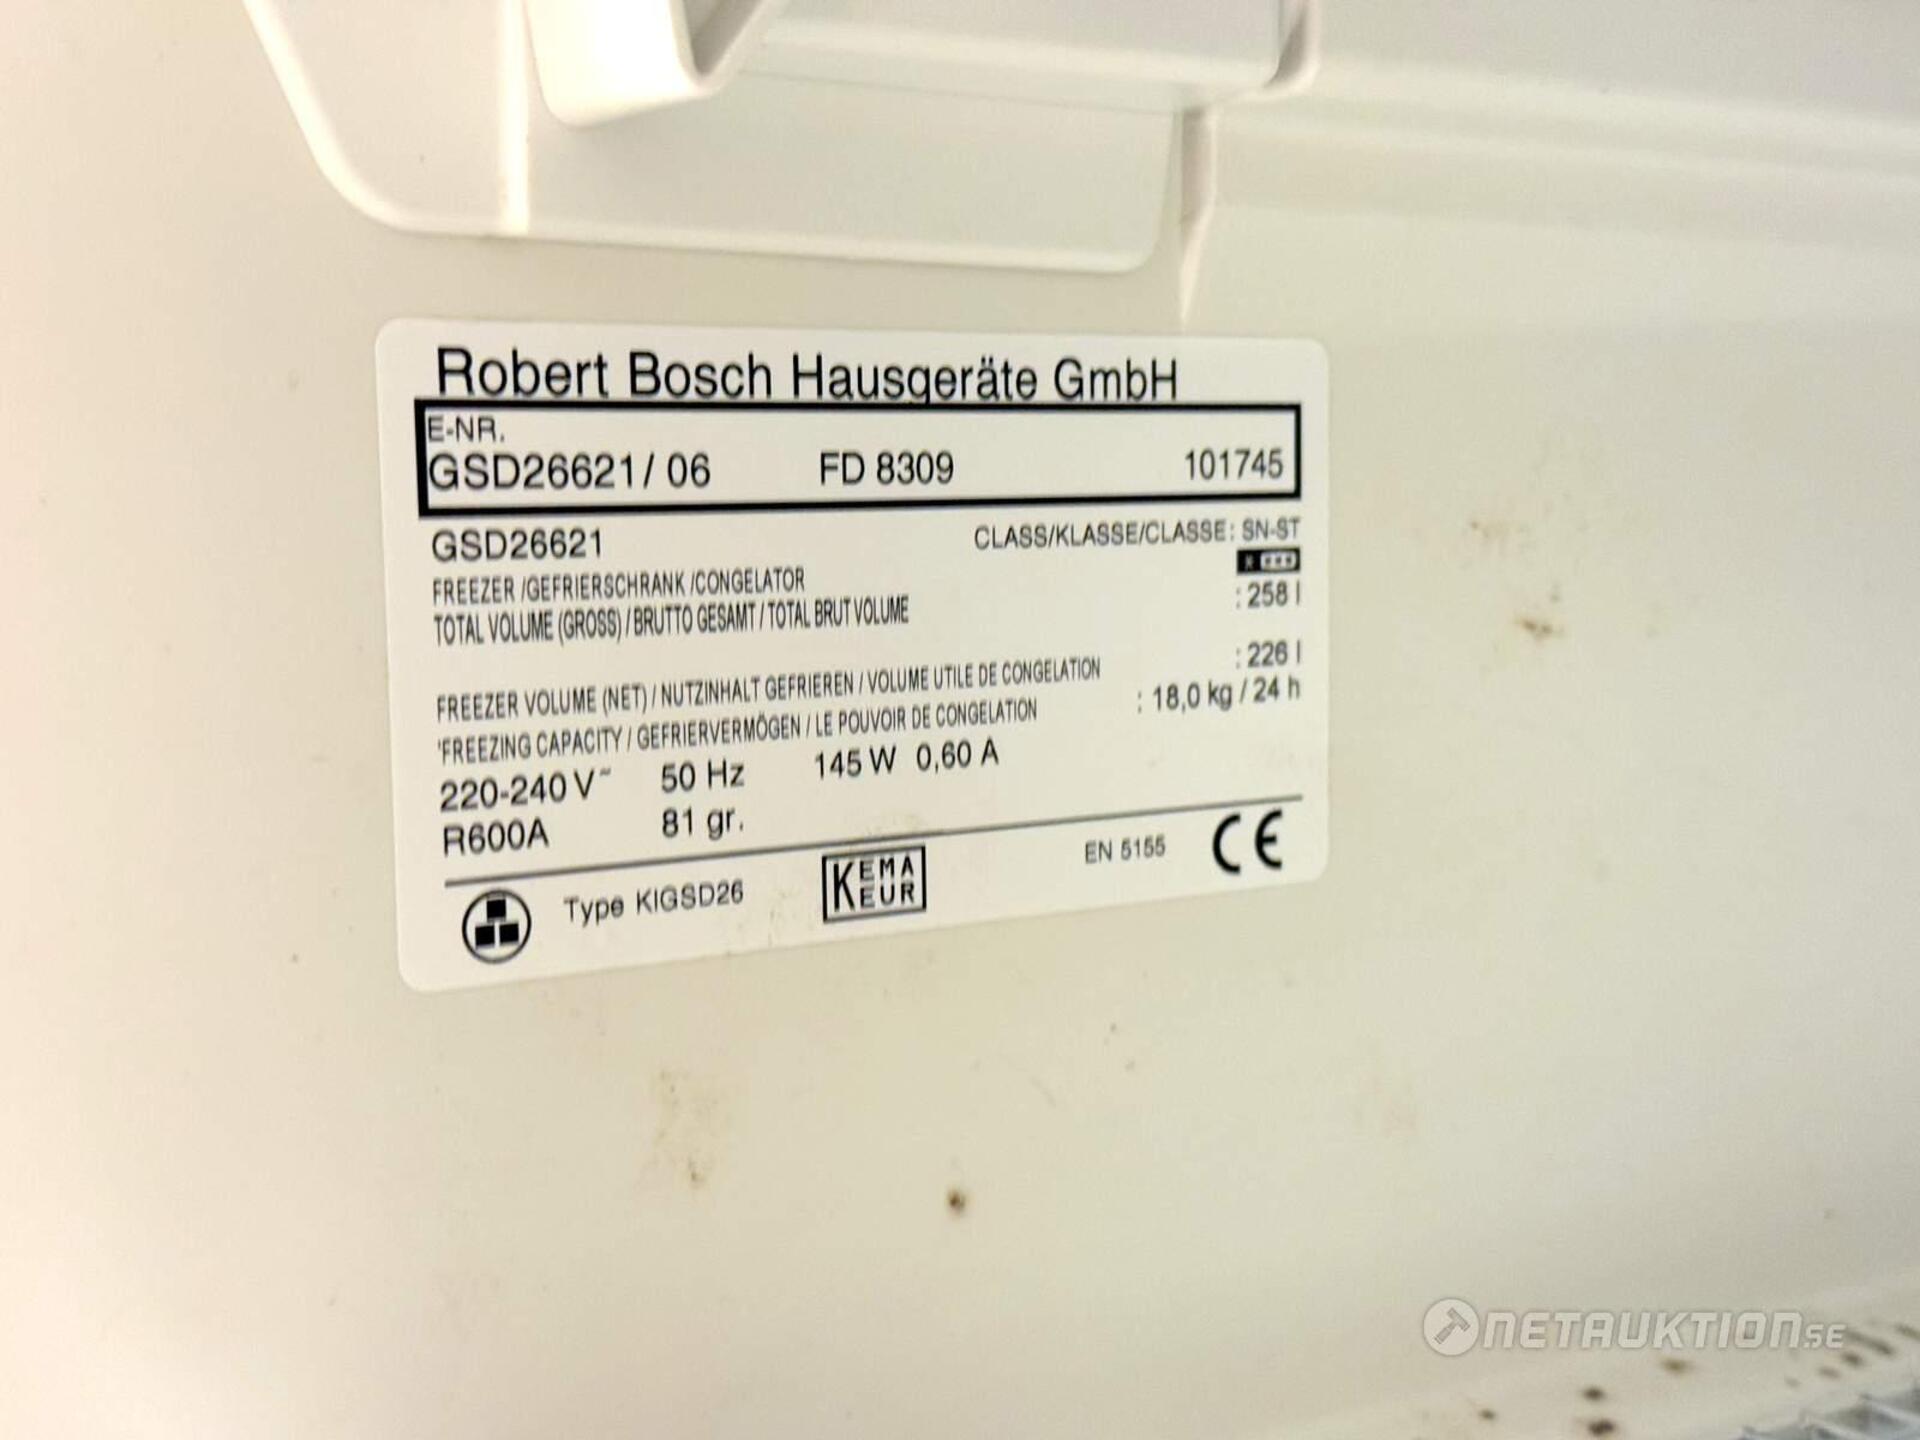 Robert Bosch Hausgeräte GmbH
E-NR.
GSD26621/ 06 FD 8309 101745
GSD26621 CLASS/KLASSE/CLASSE: SN-ST
FREEZER /GEFRIERSCHRANK /CONGELATOR
TOTAL VOLUME (GROSS) / BRUTTO GESAMT / TOTAL BRUT VOLUME : 258 l
FREEZER VOLUME (NET) / NUTZINHALT GEFRIEREN / VOLUME UTILE DE CONGELATION : 226 l
'FREEZING CAPACITY / GEFRIERVERMÖGEN / LE POUVOIR DE CONGELATION : 18,0 kg / 24 h
220-240 V~ 50 Hz 145 W 0,60 A
R600A 81 gr.
Type KIGSD26 KEMA KEUR EN 5155 CE
NETAUKTION.SE